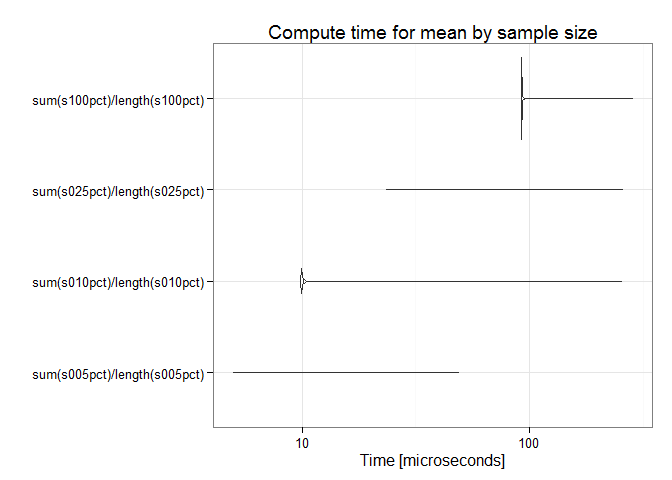 Compute time for mean by sample size
sum(s100pct)/length(s100pct)
sum(s025pct)/length(s025pct)
sum(s010pct)/length(s010pct)
sum(s005pct)/length(s005pct)
10 100
Time [microseconds]